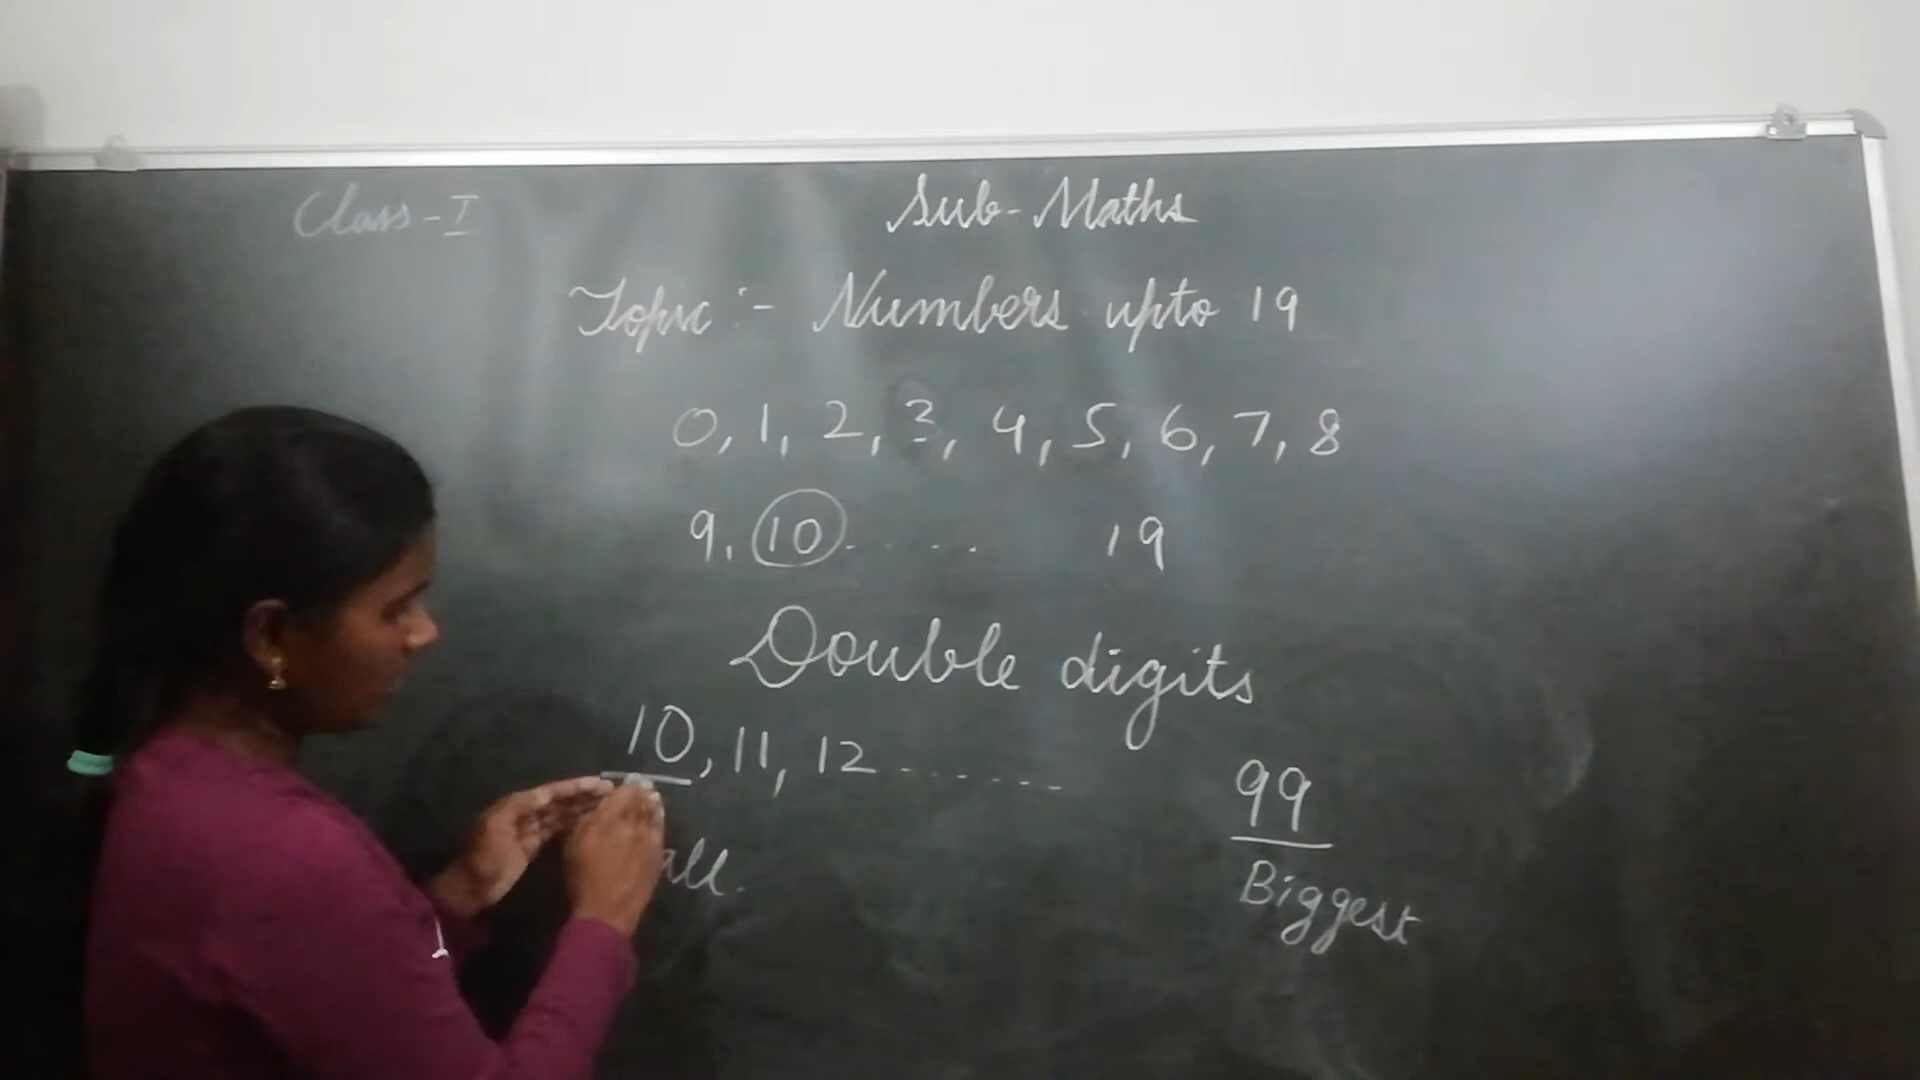 Class - I
Sub - Maths
Topic :- Numbers upto 19
0, 1, 2, 3, 4, 5, 6, 7, 8
9, 10 - - - - 19
Double digits
10, 11, 12 - - - - - - 99
Biggest